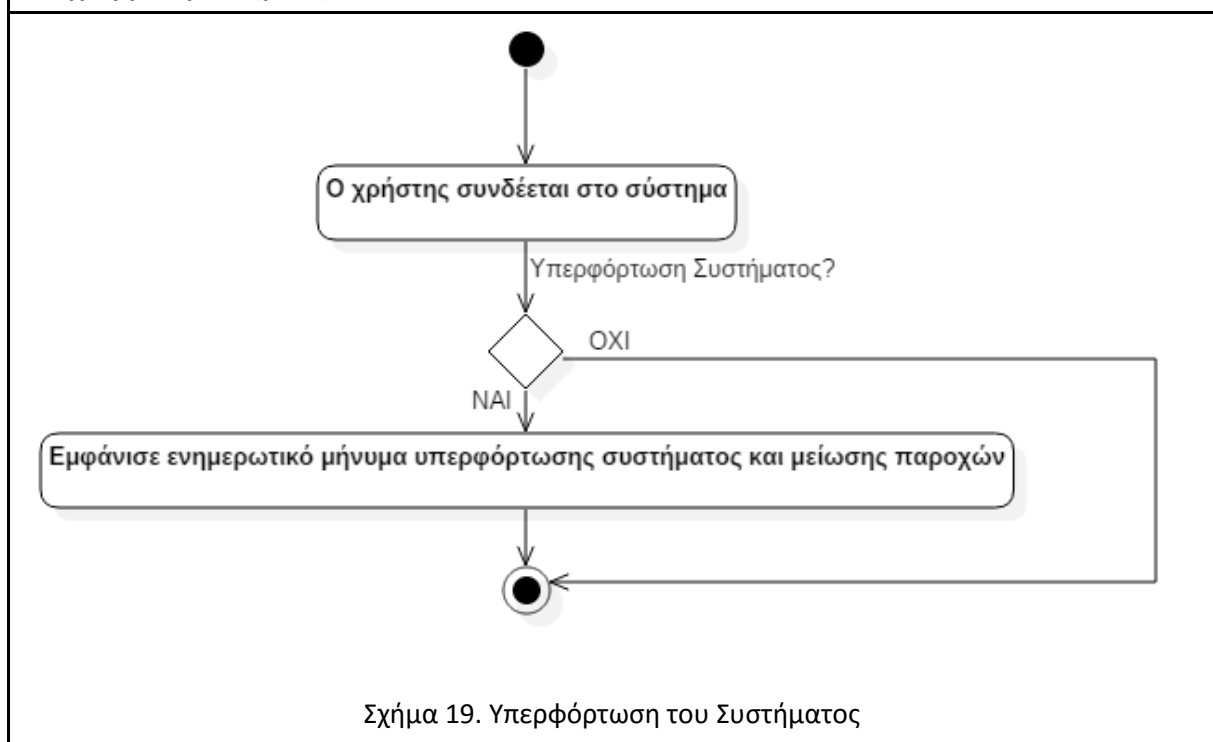 Ο χρήστης συνδέεται στο σύστημα
Υπερφόρτωση Συστήματος?
ΟΧΙ
ΝΑΙ
Εμφάνισε ενημερωτικό μήνυμα υπερφόρτωσης συστήματος και μείωσης παροχών
Σχήμα 19. Υπερφόρτωση του Συστήματος